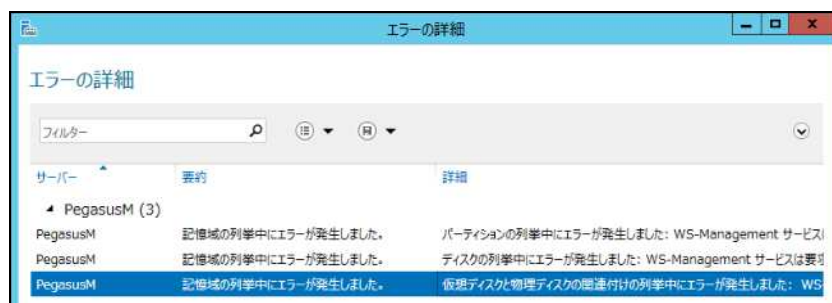 エラーの詳細
エラーの詳細
フィルター
サーバー 要約 詳細
PegasusM (3)
PegasusM 記憶域の列挙中にエラーが発生しました。 パーティションの列挙中にエラーが発生しました: WS-Management サービスは
PegasusM 記憶域の列挙中にエラーが発生しました。 ディスクの列挙中にエラーが発生しました: WS-Management サービスは要求
PegasusM 記憶域の列挙中にエラーが発生しました。 仮想ディスクと物理ディスクの関連付けの列挙中にエラーが発生しました: WS-